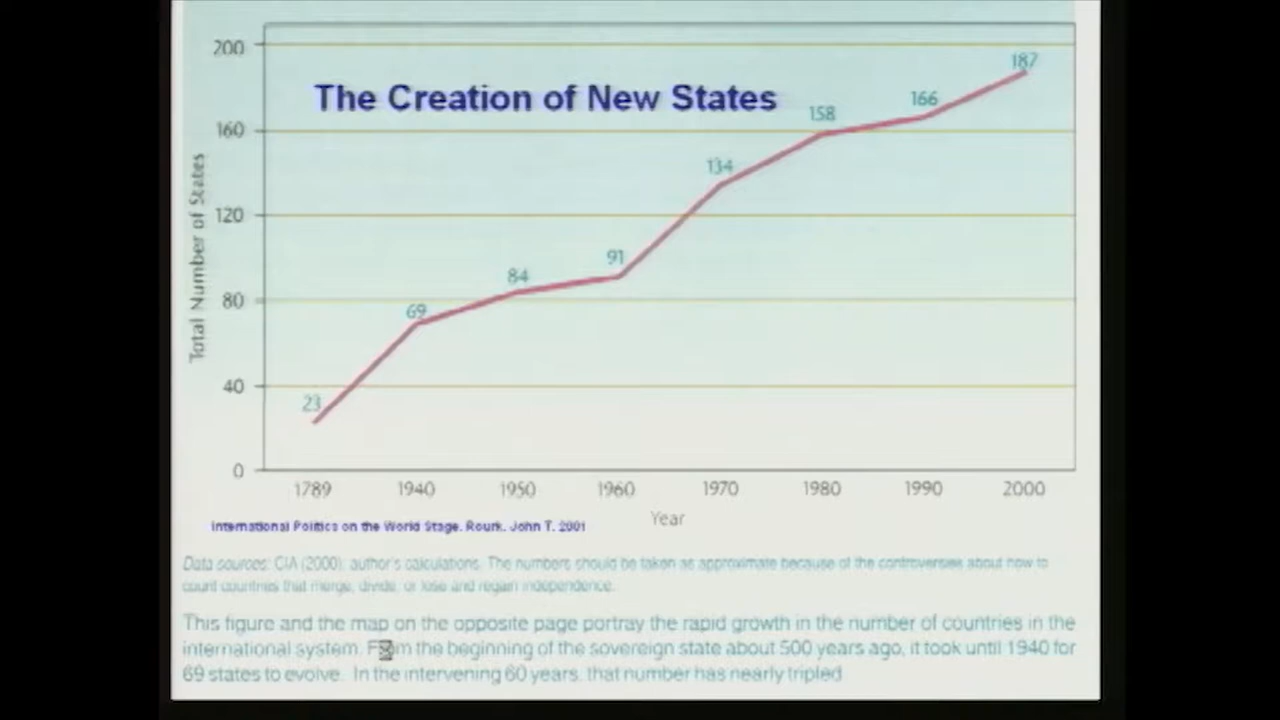 The Creation of New States
Total Number of States
200
160
120
80
40
0
23
69
84
91
134
158
166
187
1789 1940 1950 1960 1970 1980 1990 2000
Year
International Politics on the World Stage. Rourk. John T. 2001
Data sources: CIA (2000); author's calculations. The numbers should be taken as approximate because of the controversies about how to
count countries that merge, divide, or lose and regain independence.
This figure and the map on the opposite page portray the rapid growth in the number of countries in the
international system. From the beginning of the sovereign state about 500 years ago, it took until 1940 for
69 states to evolve. In the intervening 60 years, that number has nearly tripled